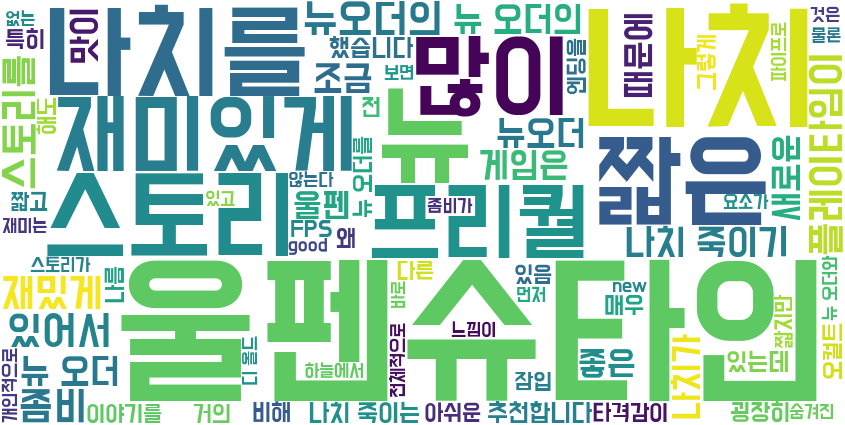 없는
특히
맛이
나치를
뉴오더의
뉴 오더의
했습니다
조금
보면
많이
엔딩을
때문에
나치
그렇게
것은
물론
파이프로
스토리를
해도
재미있게
전
뉴
뉴오더
짧은
플레이타임이
새로운
짧고
재미는
있고
스토리
않는다
울펜
FPS
good
왜
뉴 오더를
게임은
좀비가
프리퀄
요소가
나치 죽이기
스토리가
재밌게
나름
울펜슈타인
다른
바로
있음
먼저
new
매우
나치가
짧지만
뉴 오더와
오컬트
있어서
느낌이
좋은
있는데
개인적으로
뉴 오더
디 올드
하늘에서
전체적으로
잠입
좀비
이야기를
거의
비해
나치 죽이는
아쉬운
추천합니다
타격감이
굉장히
숨겨진